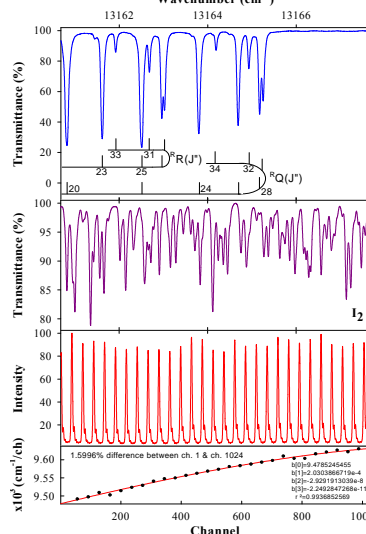 Wavenumber (cm⁻¹)
13162 13164 13166
Transmittance (%)
100
80
60
40
20
0
33 31
ᴿR(J")
34 32
23 25
ᴿQ(J")
20 24 28
Transmittance (%)
100
95
90
85
80
I₂
Intensity
100
80
60
40
20
x10³ (cm⁻¹/ch)
9.60
9.55
9.50
1.5996% difference between ch. 1 & ch. 1024
b[0]=9.4785245455
b[1]=2.0303866719e-4
b[2]=-2.9291913039e-8
b[3]=-2.2492847268e-11
r ²=0.9936852569
200 400 600 800 100
Channel